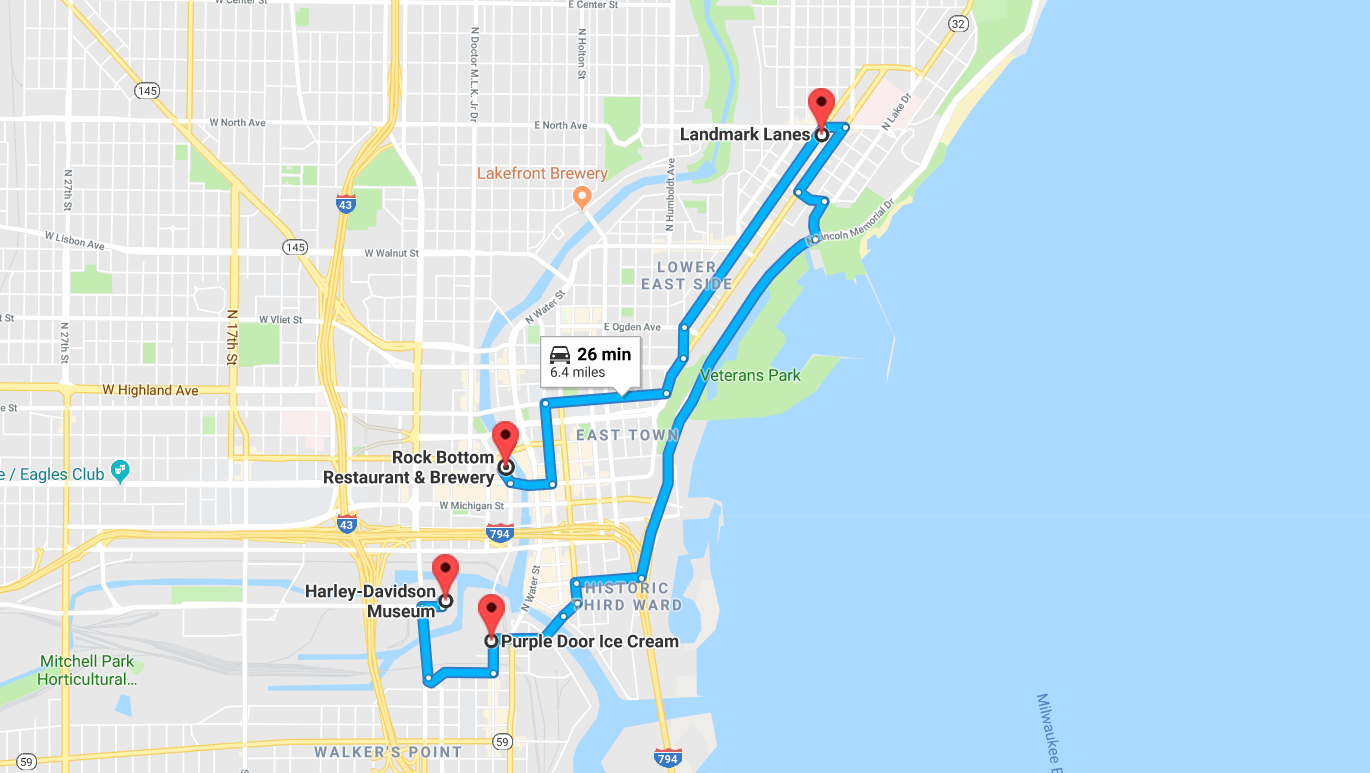 E Center St
32
N Doctor M.L.K. Jr Dr
N Holton St
145
N Lake Dr
W North Ave
E North Ave
Landmark Lanes
N 27th St
Lakefront Brewery
N Humboldt Ave
43
N Lincoln Memorial Dr
W Lisbon Ave
145
W Walnut St
LOWER
EAST SIDE
N Water St
N 17th St
W Vliet St
E Ogden Ave
N 27th St
26 min
6.4 miles
Veterans Park
W Highland Ave
EAST TOWN
Rock Bottom
Restaurant & Brewery
e / Eagles Club
W Michigan St
43
794
N Water St
Harley-Davidson
Museum
HISTORIC
THIRD WARD
Purple Door Ice Cream
Mitchell Park
Horticultural...
Milwaukee
WALKER'S POINT
59
59
794